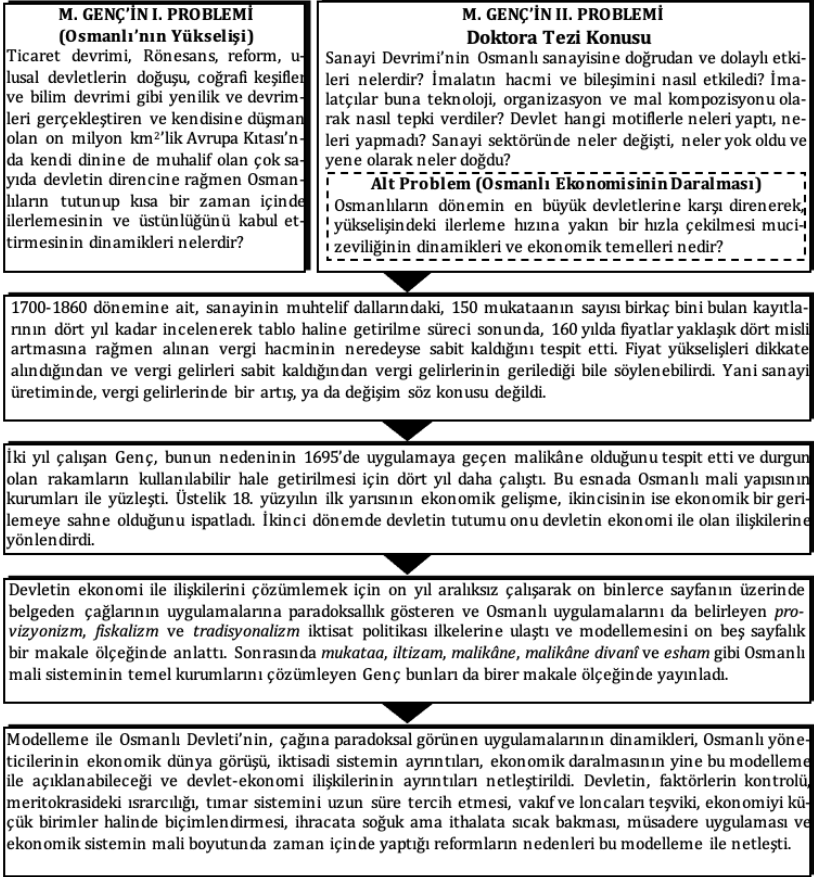 M. GENÇ’İN I. PROBLEMİ
(Osmanlı’nın Yükselişi)
Ticaret devrimi, Rönesans, reform, u-
lusal devletlerin doğuşu, coğrafi keşifler
ve bilim devrimi gibi yenilik ve devrim-
leri gerçekleştiren ve kendisine düşman
olan on milyon km²’lik Avrupa Kıtası’n-
da kendi dinine de muhalif olan çok sa-
yıda devletin direncine rağmen Osman-
lıların tutunup kısa bir zaman içinde
ilerlemesinin ve üstünlüğünü kabul et-
tirmesinin dinamikleri nelerdir?
M. GENÇ’İN II. PROBLEMİ
Doktora Tezi Konusu
Sanayi Devrimi’nin Osmanlı sanayisine doğrudan ve dolaylı etki-
leri nelerdir? İmalatın hacmi ve bileşimini nasıl etkiledi? İma-
latçılar buna teknoloji, organizasyon ve mal kompozisyonu ola-
rak nasıl tepki verdiler? Devlet hangi motiflerle neleri yaptı, ne-
leri yapmadı? Sanayi sektöründe neler değişti, neler yok oldu ve
yene olarak neler doğdu?
Alt Problem (Osmanlı Ekonomisinin Daralması)
Osmanlıların dönemin en büyük devletlerine karşı direnerek,
yükselişindeki ilerleme hızına yakın bir hızla çekilmesi muci-
zeviliğinin dinamikleri ve ekonomik temelleri nedir?
1700-1860 dönemine ait, sanayinin muhtelif dallarındaki, 150 mukataanın sayısı birkaç bini bulan kayıtla-
rının dört yıl kadar incelenerek tablo haline getirilme süreci sonunda, 160 yılda fiyatlar yaklaşık dört misli
artmasına rağmen alınan vergi hacminin neredeyse sabit kaldığını tespit etti. Fiyat yükselişleri dikkate
alındığından ve vergi gelirleri sabit kaldığından vergi gelirlerinin gerilediği bile söylenebilirdi. Yani sanayi
üretiminde, vergi gelirlerinde bir artış, ya da değişim söz konusu değildi.
İki yıl çalışan Genç, bunun nedeninin 1695’de uygulamaya geçen malikâne olduğunu tespit etti ve durgun
olan rakamların kullanılabilir hale getirilmesi için dört yıl daha çalıştı. Bu esnada Osmanlı mali yapısının
kurumları ile yüzleşti. Üstelik 18. yüzyılın ilk yarısının ekonomik gelişme, ikincisinin ise ekonomik bir geri-
lemeye sahne olduğunu ispatladı. İkinci dönemde devletin tutumu onu devletin ekonomi ile olan ilişkilerine
yönlendirdi.
Devletin ekonomi ile ilişkilerini çözümlemek için on yıl aralıksız çalışarak on binlerce sayfanın üzerinde
belgeden çağlarının uygulamalarına paradoksallık gösteren ve Osmanlı uygulamalarını da belirleyen pro-
vizyonizm, fiskalizm ve tradisyonalizm iktisat politikası ilkelerine ulaştı ve modellemesini on beş sayfalık
bir makale ölçeğinde anlattı. Sonrasında mukataa, iltizam, malikâne, malikâne divanî ve esham gibi Osmanlı
mali sisteminin temel kurumlarını çözümleyen Genç bunları da birer makale ölçeğinde yayınladı.
Modelleme ile Osmanlı Devleti’nin, çağına paradoksal görünen uygulamalarının dinamikleri, Osmanlı yöne-
ticilerinin ekonomik dünya görüşü, iktisadi sistemin ayrıntıları, ekonomik daralmasının yine bu modelleme
ile açıklanabileceği ve devlet-ekonomi ilişkilerinin ayrıntıları netleştirildi. Devletin, faktörlerin kontrolü,
meritokrasideki ısrarcılığı, tımar sistemini uzun süre tercih etmesi, vakıf ve loncaları teşviki, ekonomiyi kü-
çük birimler halinde biçimlendirmesi, ihracata soğuk ama ithalata sıcak bakması, müsadere uygulaması ve
ekonomik sistemin mali boyutunda zaman içinde yaptığı reformların nedenleri bu modelleme ile netleşti.